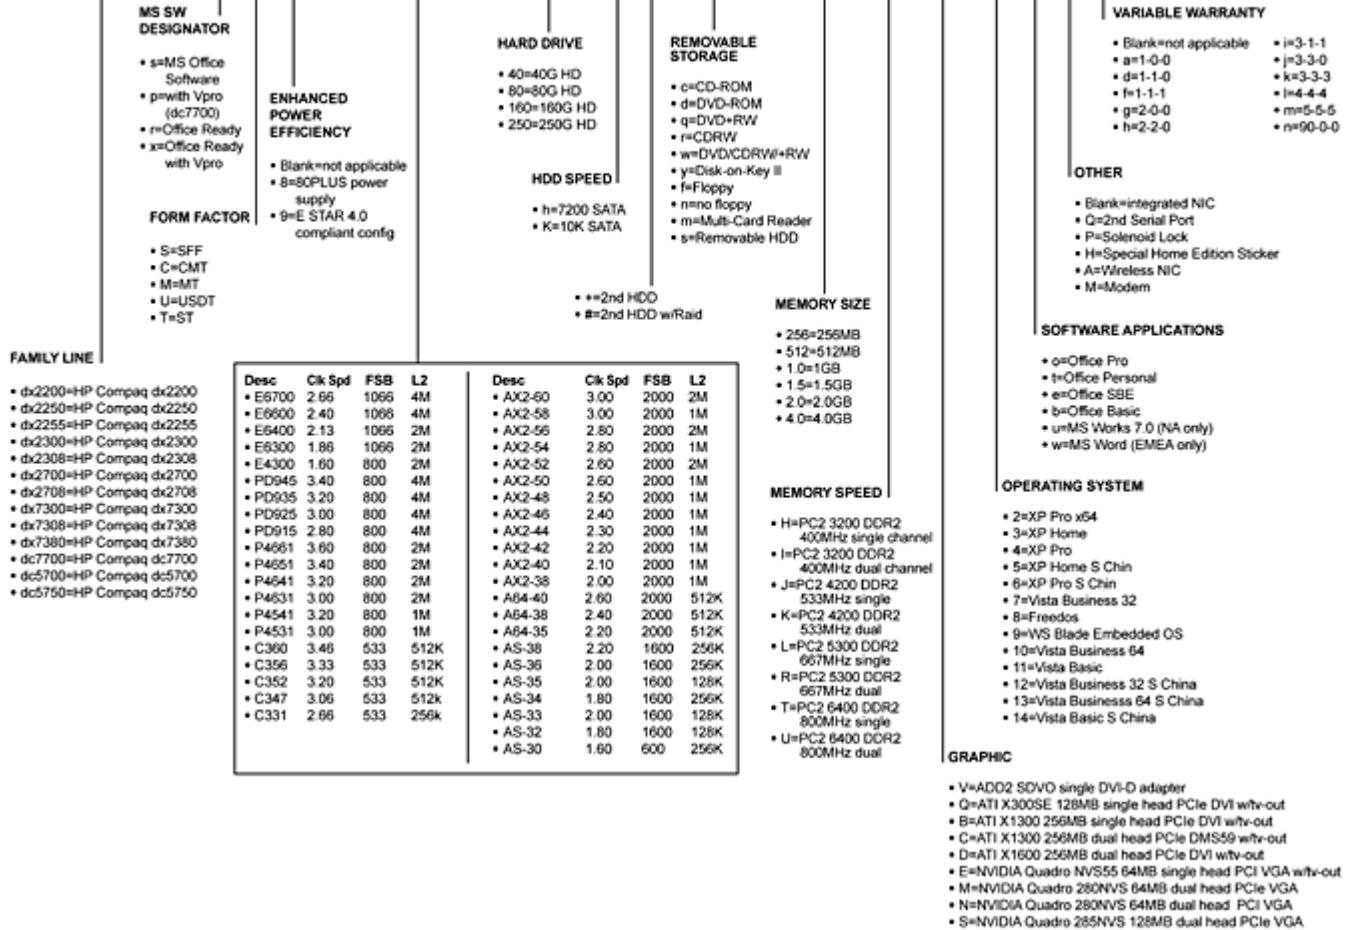 MS SW
DESIGNATOR
• s=MS Office
Software
• p=with Vpro
(dc7700)
• r=Office Ready
• x=Office Ready
with Vpro
FORM FACTOR
• S=SFF
• C=CMT
• M=MT
• U=USDT
• T=ST
ENHANCED
POWER
EFFICIENCY
• Blank=not applicable
• 8=80PLUS power
supply
• 9=E STAR 4.0
compliant config
HARD DRIVE
• 40=40G HD
• 80=80G HD
• 160=160G HD
• 250=250G HD
HDD SPEED
• h=7200 SATA
• K=10K SATA
• +=2nd HDD
• #=2nd HDD w/Raid
REMOVABLE
STORAGE
• c=CD-ROM
• d=DVD-ROM
• q=DVD+RW
• r=CDRW
• w=DVD/CDRW/+RW
• y=Disk-on-Key II
• f=Floppy
• n=no floppy
• m=Multi-Card Reader
• s=Removable HDD
VARIABLE WARRANTY
• Blank=not applicable • i=3-1-1
• a=1-0-0 • j=3-3-0
• d=1-1-0 • k=3-3-3
• f=1-1-1 • l=4-4-4
• g=2-0-0 • m=5-5-5
• h=2-2-0 • n=90-0-0
OTHER
• Blank=integrated NIC
• Q=2nd Serial Port
• P=Solenoid Lock
• H=Special Home Edition Sticker
• A=Wireless NIC
• M=Modem
MEMORY SIZE
• 256=256MB
• 512=512MB
• 1.0=1GB
• 1.5=1.5GB
• 2.0=2.0GB
• 4.0=4.0GB
SOFTWARE APPLICATIONS
• o=Office Pro
• t=Office Personal
• e=Office SBE
• b=Office Basic
• u=MS Works 7.0 (NA only)
• w=MS Word (EMEA only)
FAMILY LINE
• dx2200=HP Compaq dx2200
• dx2250=HP Compaq dx2250
• dx2255=HP Compaq dx2255
• dx2300=HP Compaq dx2300
• dx2308=HP Compaq dx2308
• dx2700=HP Compaq dx2700
• dx2708=HP Compaq dx2708
• dx7300=HP Compaq dx7300
• dx7308=HP Compaq dx7308
• dx7380=HP Compaq dx7380
• dc7700=HP Compaq dc7700
• dc5700=HP Compaq dc5700
• dc5750=HP Compaq dc5750
Desc Clk Spd FSB L2
• E6700 2.66 1066 4M
• E6600 2.40 1066 4M
• E6400 2.13 1066 2M
• E6300 1.86 1066 2M
• E4300 1.60 800 2M
• PD945 3.40 800 4M
• PD935 3.20 800 4M
• PD925 3.00 800 4M
• PD915 2.80 800 4M
• P4661 3.60 800 2M
• P4651 3.40 800 2M
• P4641 3.20 800 2M
• P4631 3.00 800 2M
• P4541 3.20 800 1M
• P4531 3.00 800 1M
• C360 3.46 533 512K
• C356 3.33 533 512K
• C352 3.20 533 512K
• C347 3.06 533 512k
• C331 2.66 533 256k
Desc Clk Spd FSB L2
• AX2-60 3.00 2000 2M
• AX2-58 3.00 2000 1M
• AX2-56 2.80 2000 2M
• AX2-54 2.80 2000 1M
• AX2-52 2.60 2000 2M
• AX2-50 2.60 2000 1M
• AX2-48 2.50 2000 1M
• AX2-46 2.40 2000 1M
• AX2-44 2.30 2000 1M
• AX2-42 2.20 2000 1M
• AX2-40 2.10 2000 1M
• AX2-38 2.00 2000 1M
• A64-40 2.60 2000 512K
• A64-38 2.40 2000 512K
• A64-35 2.20 2000 512K
• AS-38 2.20 1600 256K
• AS-36 2.00 1600 256K
• AS-35 2.00 1600 128K
• AS-34 1.80 1600 256K
• AS-33 2.00 1600 128K
• AS-32 1.80 1600 128K
• AS-30 1.60 600 256K
MEMORY SPEED
• H=PC2 3200 DDR2
400MHz single channel
• I=PC2 3200 DDR2
400MHz dual channel
• J=PC2 4200 DDR2
533MHz single
• K=PC2 4200 DDR2
533MHz dual
• L=PC2 5300 DDR2
667MHz single
• R=PC2 5300 DDR2
667MHz dual
• T=PC2 6400 DDR2
800MHz single
• U=PC2 6400 DDR2
800MHz dual
OPERATING SYSTEM
• 2=XP Pro x64
• 3=XP Home
• 4=XP Pro
• 5=XP Home S Chin
• 6=XP Pro S Chin
• 7=Vista Business 32
• 8=Freedos
• 9=WS Blade Embedded OS
• 10=Vista Business 64
• 11=Vista Basic
• 12=Vista Business 32 S China
• 13=Vista Businesss 64 S China
• 14=Vista Basic S China
GRAPHIC
• V=ADD2 SDVO single DVI-D adapter
• Q=ATI X300SE 128MB single head PCIe DVI w/tv-out
• B=ATI X1300 256MB single head PCIe DVI w/tv-out
• C=ATI X1300 256MB dual head PCIe DMS59 w/tv-out
• D=ATI X1600 256MB dual head PCIe DVI w/tv-out
• E=NVIDIA Quadro NVS55 64MB single head PCI VGA w/tv-out
• M=NVIDIA Quadro 280NVS 64MB dual head PCIe VGA
• N=NVIDIA Quadro 280NVS 64MB dual head PCI VGA
• S=NVIDIA Quadro 285NVS 128MB dual head PCIe VGA